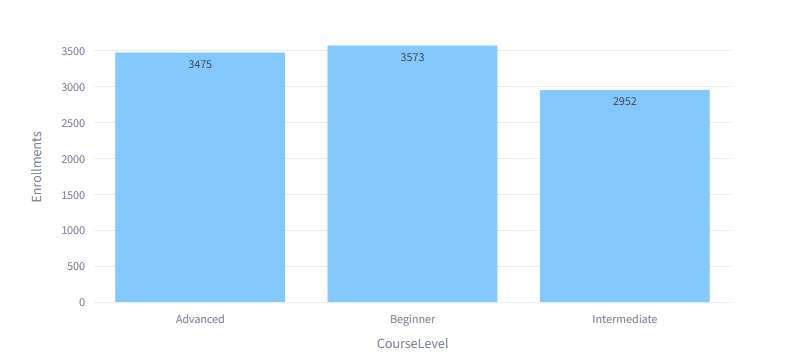 Enrollments
3500
3000
2500
2000
1500
1000
500
0
3475
3573
2952
Advanced
Beginner
Intermediate
CourseLevel